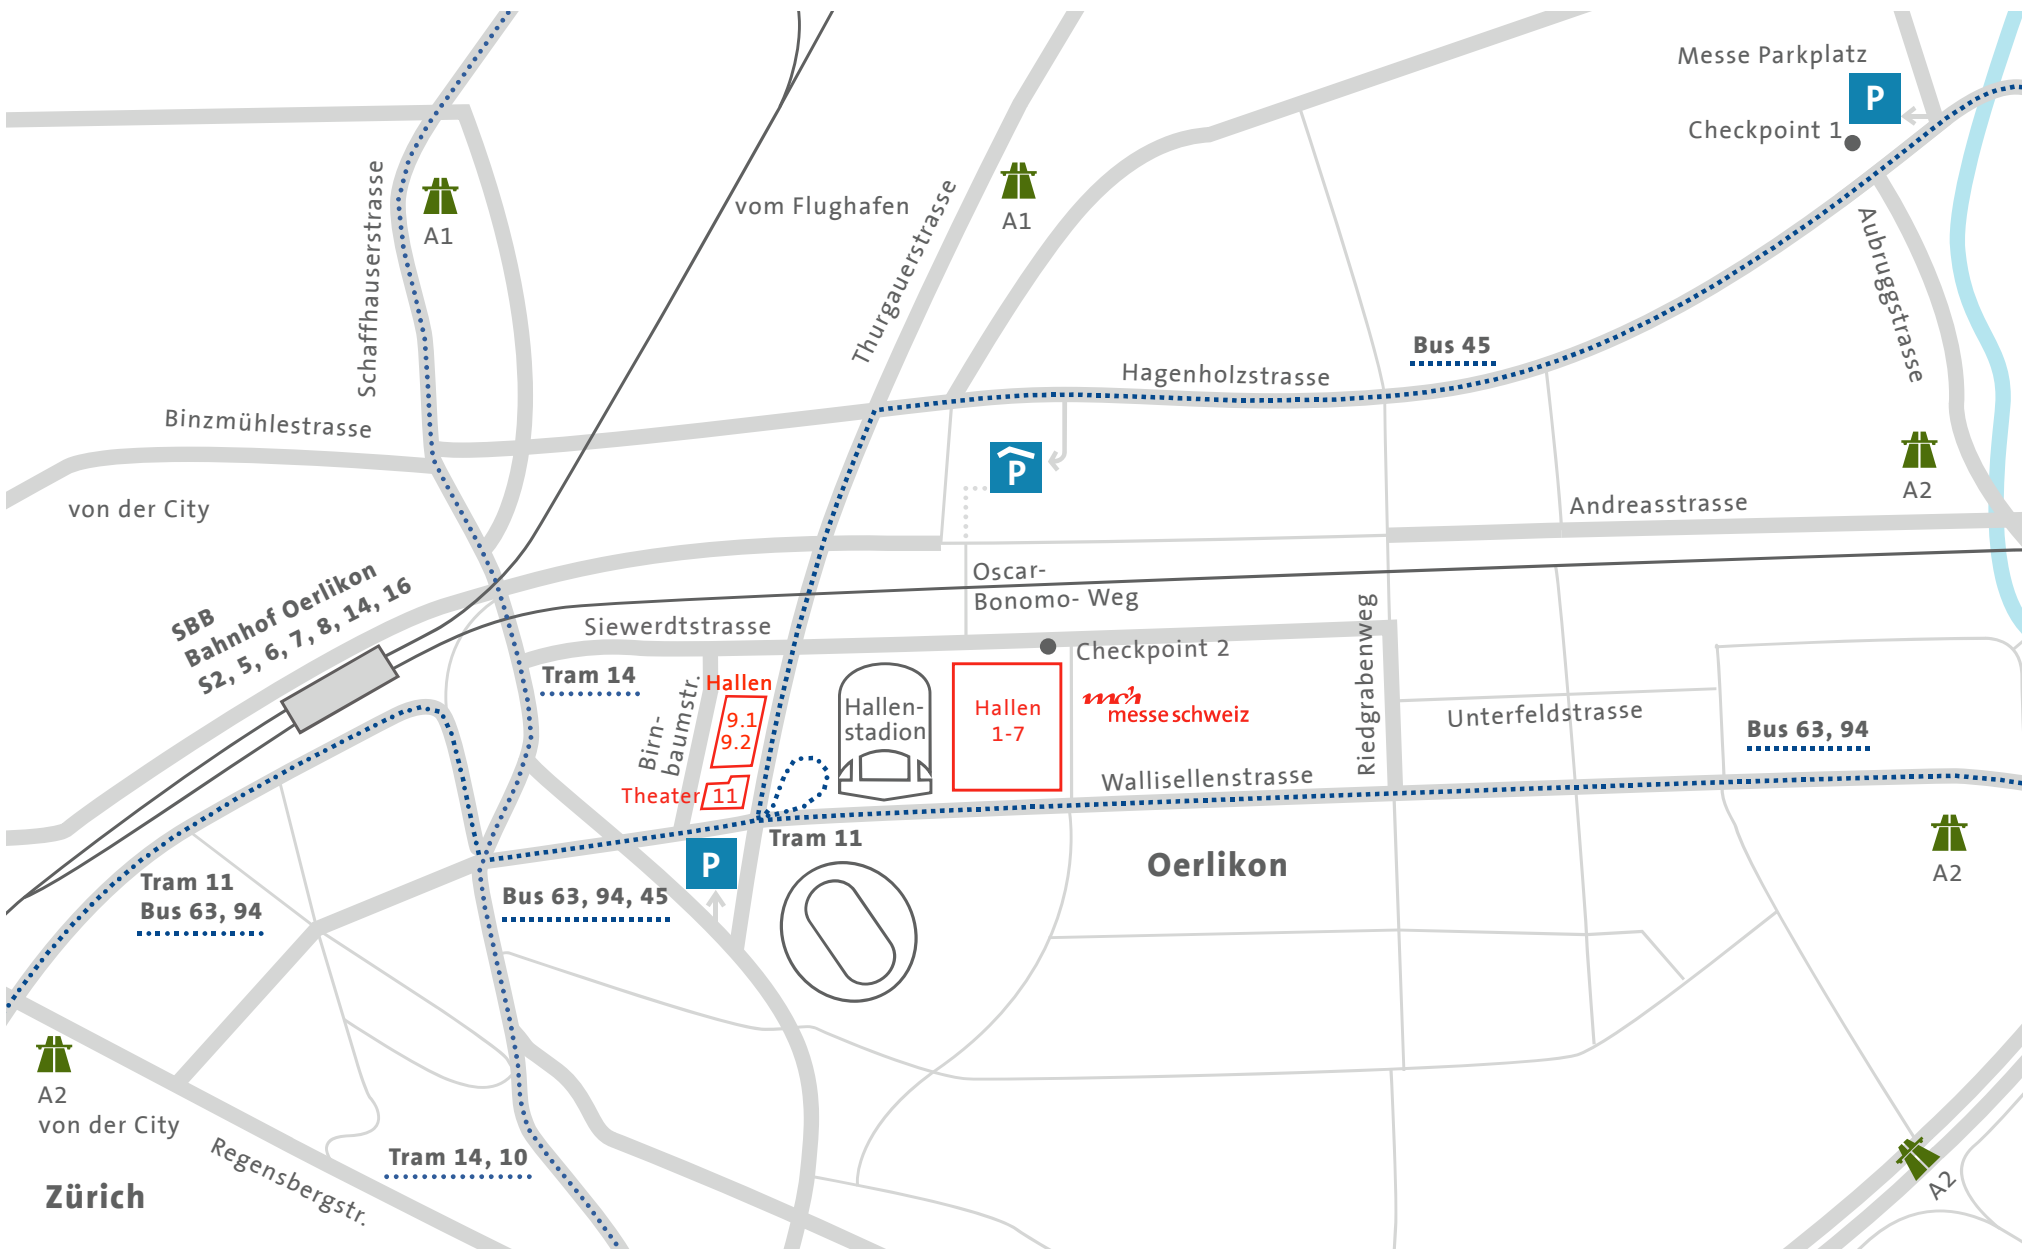 Messe Parkplatz
P
Checkpoint 1
Schaffhauserstrasse
A1
vom Flughafen
Thurgauerstrasse
A1
Aubruggstrasse
Bus 45
Hagenholzstrasse
Binzmühlestrasse
P
A2
von der City
Andreasstrasse
SBB
Bahnhof Oerlikon
S2, 5, 6, 7, 8, 14, 16
Oscar-
Bonomo- Weg
Siewerdtstrasse
Checkpoint 2
Riedgrabenweg
Tram 14
Birn-
baumstr.
Hallen
9.1
9.2
Hallen-
stadion
Hallen
1-7
mch
messe schweiz
Unterfeldstrasse
Bus 63, 94
Theater
11
Wallisellenstrasse
Tram 11
P
Oerlikon
A2
Tram 11
Bus 63, 94
Bus 63, 94, 45
A2
von der City
Regensbergstr.
Tram 14, 10
Zürich
A2